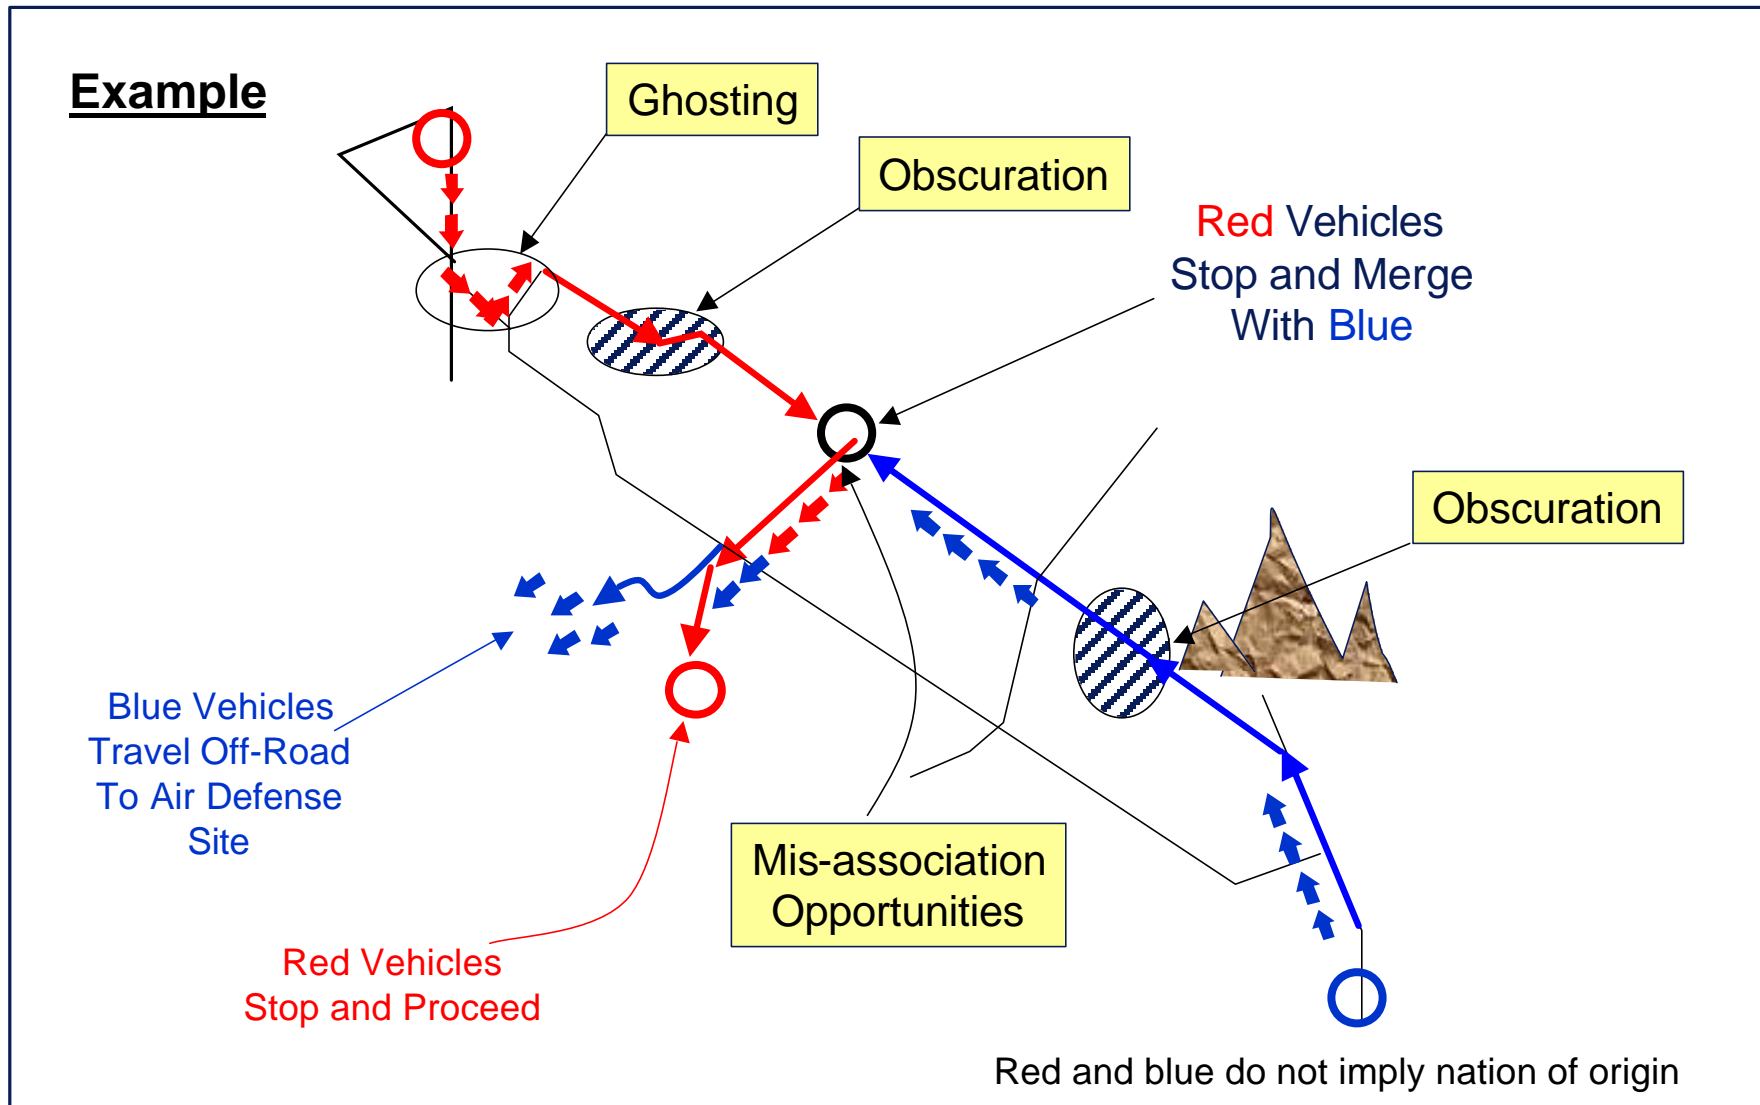 Example
Ghosting
Obscuration
Red Vehicles
Stop and Merge
With Blue
Obscuration
Blue Vehicles
Travel Off-Road
To Air Defense
Site
Mis-association
Opportunities
Red Vehicles
Stop and Proceed
Red and blue do not imply nation of origin